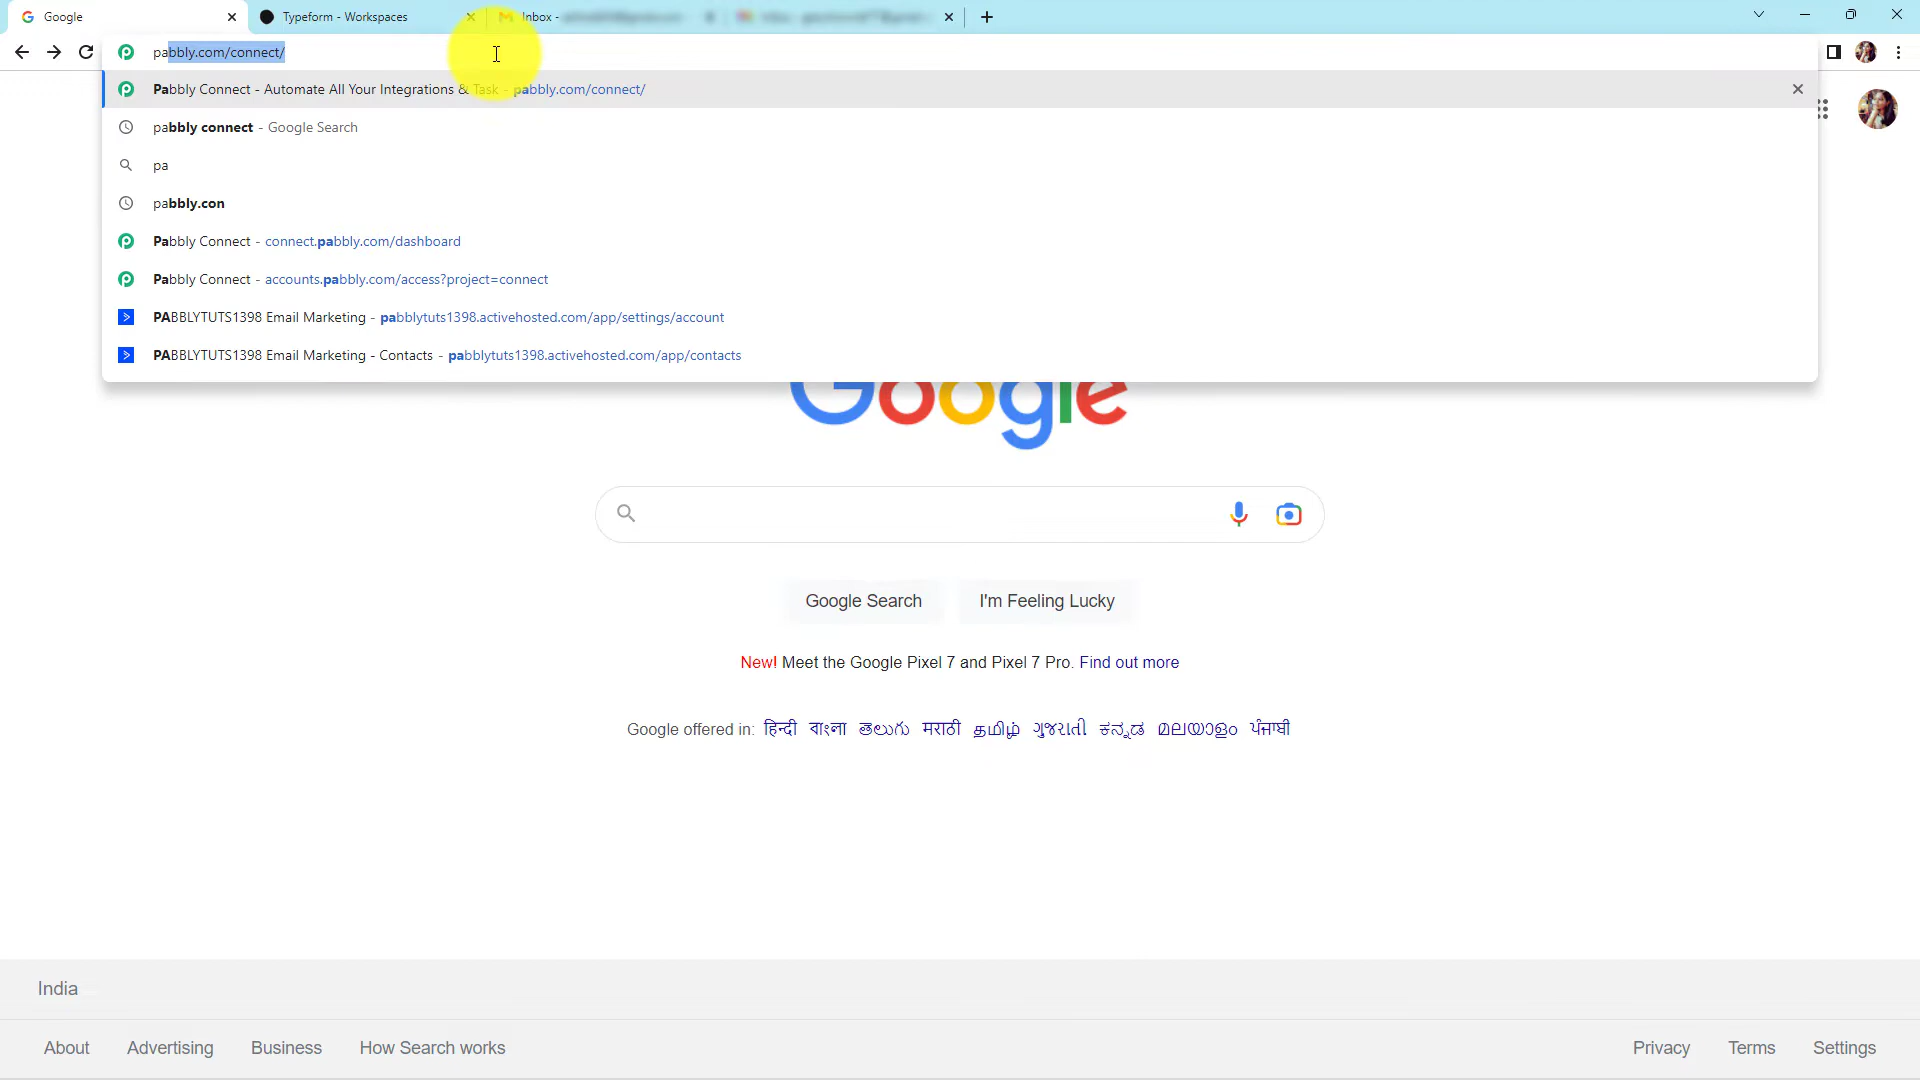 Google
Typeform - Workspaces
Inbox -
pabbly.com/connect/
Pabbly Connect - Automate All Your Integrations & Task - pabbly.com/connect/
pabbly connect - Google Search
pa
pabbly.con
Pabbly Connect - connect.pabbly.com/dashboard
Pabbly Connect - accounts.pabbly.com/access?project=connect
PABBLYTUTS1398 Email Marketing - pabblytuts1398.activehosted.com/app/settings/account
PABBLYTUTS1398 Email Marketing - Contacts - pabblytuts1398.activehosted.com/app/contacts
Google
Google Search
I'm Feeling Lucky
New! Meet the Google Pixel 7 and Pixel 7 Pro. Find out more
Google offered in: हिन्दी বাংলা తెలుగు मराठी தமிழ் ગુજરાતી ಕನ್ನಡ മലയാളം ਪੰਜਾਬੀ
India
About Advertising Business How Search works Privacy Terms Settings